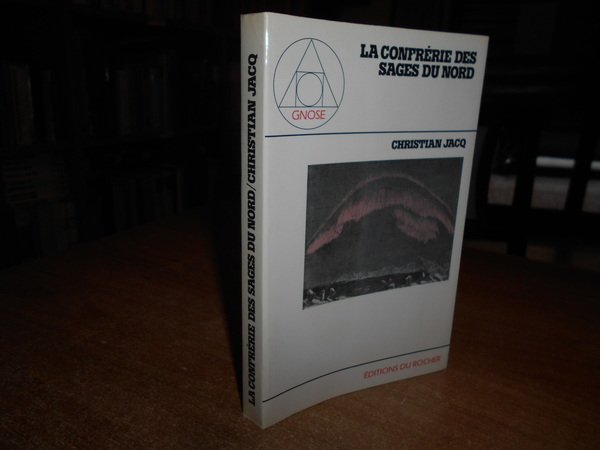 LA CONFRÉRIE DES
SAGES DU NORD
GNOSE
CHRISTIAN JACQ
ÉDITIONS DU ROCHER
LA CONFRÉRIE DES SAGES DU NORD/CHRISTIAN JACQ